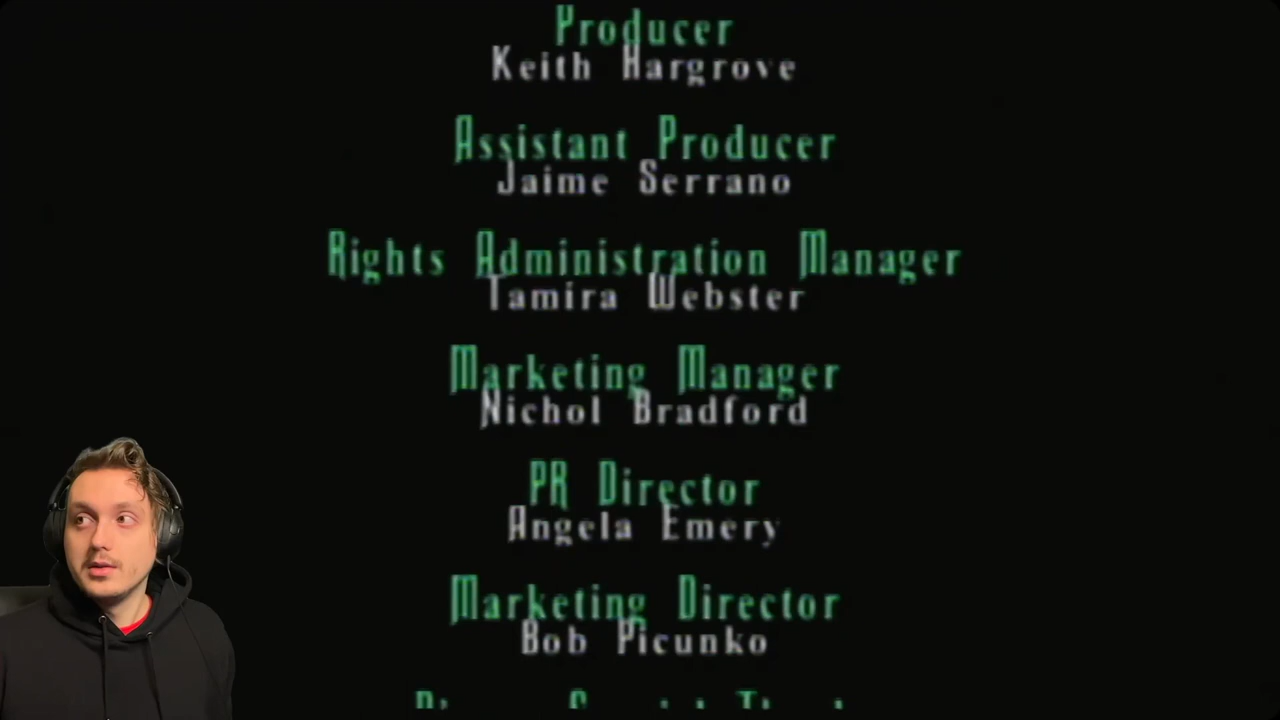 Producer
Keith Hargrove
Assistant Producer
Jaime Serrano
Rights Administration Manager
Tamira Webster
Marketing Manager
Nichol Bradford
PR Director
Angela Emery
Marketing Director
Bob Picunko